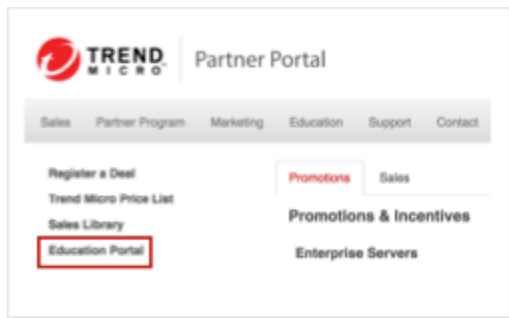 TREND
MICRO
Partner Portal
Sales Partner Program Marketing Education Support Contact
Register a Deal
Trend Micro Price List
Sales Library
Education Portal
Promotions Sales
Promotions & Incentives
Enterprise Servers